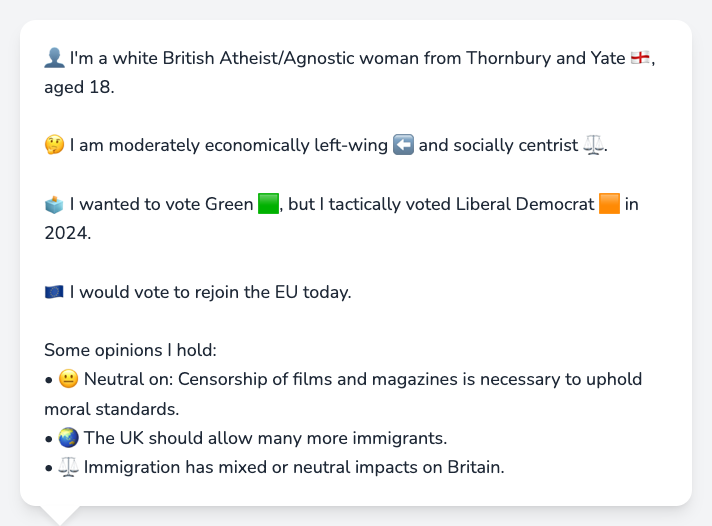 👤 I'm a white British Atheist/Agnostic woman from Thornbury and Yate 🏴󠁧󠁢󠁥󠁮󠁧󠁿,
aged 18.
🤔 I am moderately economically left-wing ⬅️ and socially centrist ⚖️.
🗳️ I wanted to vote Green 🟩, but I tactically voted Liberal Democrat 🟧 in
2024.
🇪🇺 I would vote to rejoin the EU today.
Some opinions I hold:
• 😐 Neutral on: Censorship of films and magazines is necessary to uphold
moral standards.
• 🌏 The UK should allow many more immigrants.
• ⚖️ Immigration has mixed or neutral impacts on Britain.